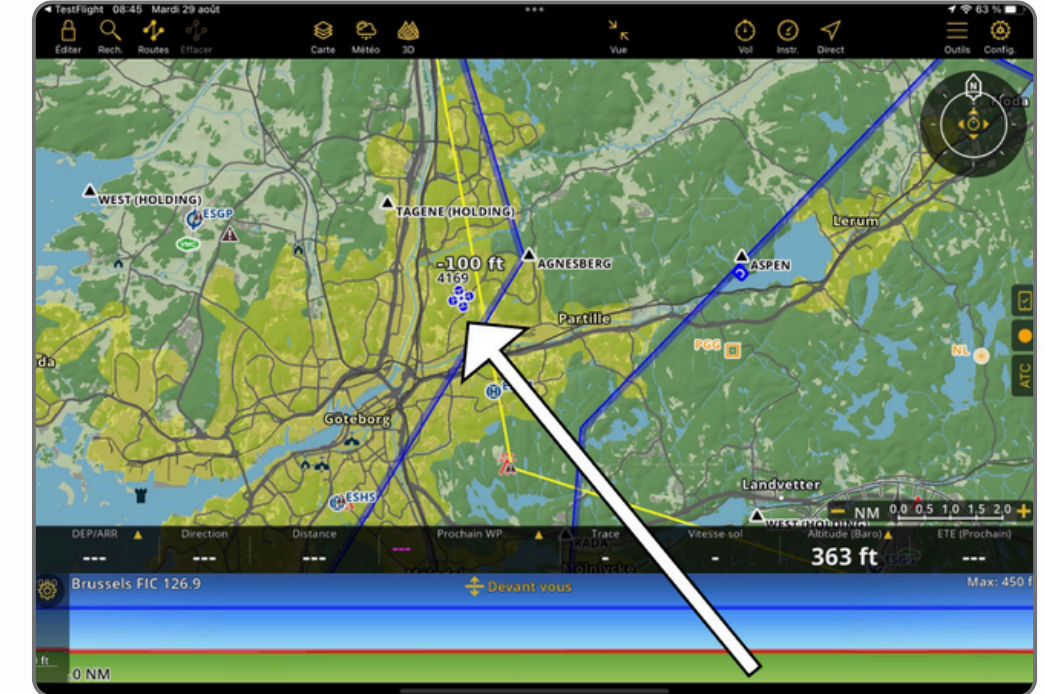 TestFlight 08:45 Mardi 29 août
63 %
Éditer Rech. Routes Effacer Carte Météo 3D Vue Vol Instr. Direct Outils Config.
N
WEST (HOLDING)
ESGP
VMC
TAGENE (HOLDING)
Lerum
-100 ft
4169
AGNESBERG
ASPEN
Partille
PGG
NL
da
ATC
Göteborg
ESHS
Landvetter
NM 0.0 0.5 1.0 1.5 2.0
WEST (HOLDING)
DEP/ARR Direction Distance Prochain WP Trace Vitesse sol Altitude (Baro) ETE (Prochain)
--- --- --- --- - - 363 ft ---
RADA
Brussels FIC 126.9 Devant vous Max: 450 f
ft
0 NM